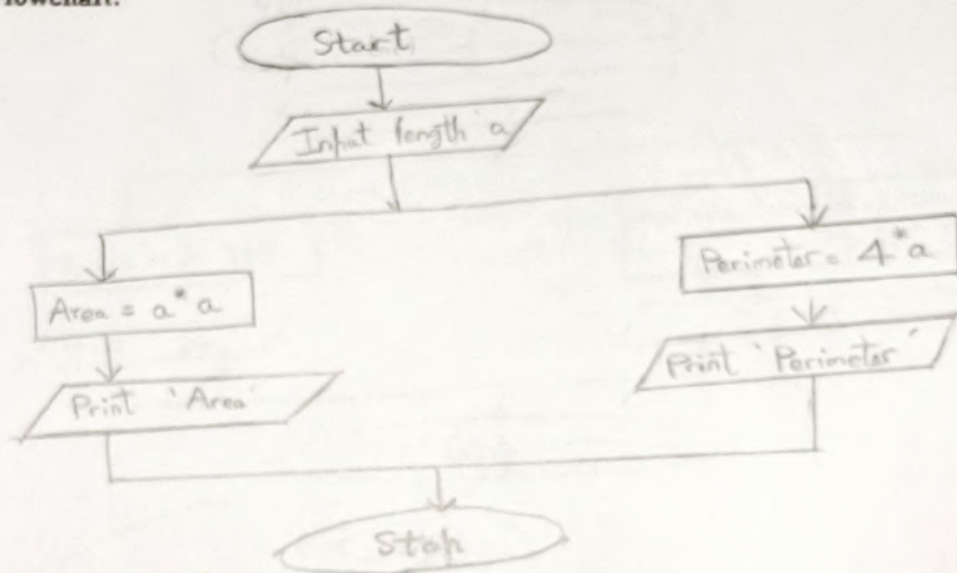 lowchart:
Start
Input length 'a
Area = a * a
Perimeter = 4 * a
Print 'Area'
Print 'Perimeter'
Stop